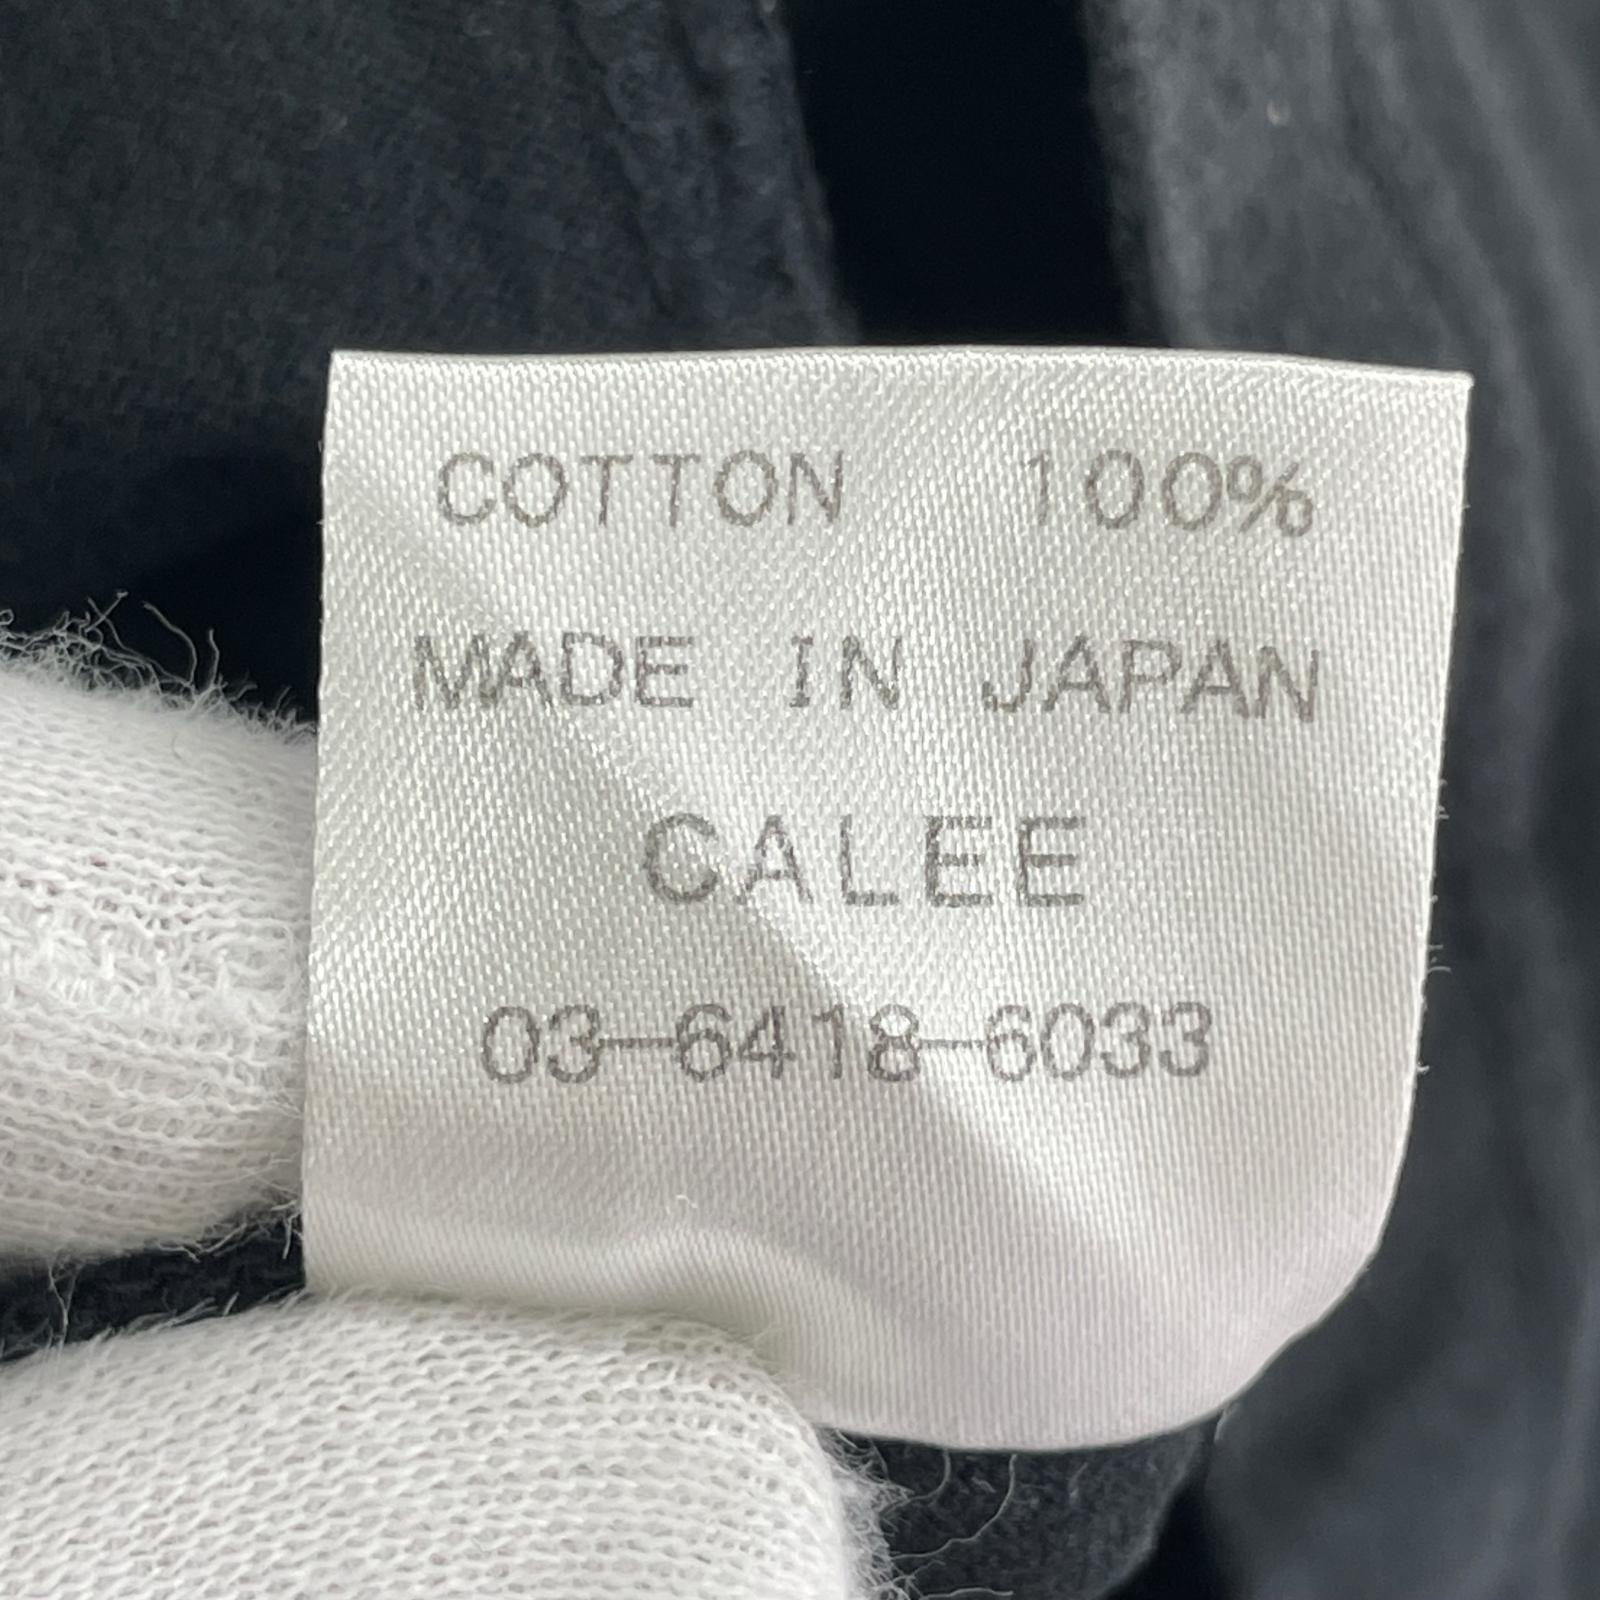 COTTON 100%
MADE IN JAPAN
CALEE
03-6418-6033